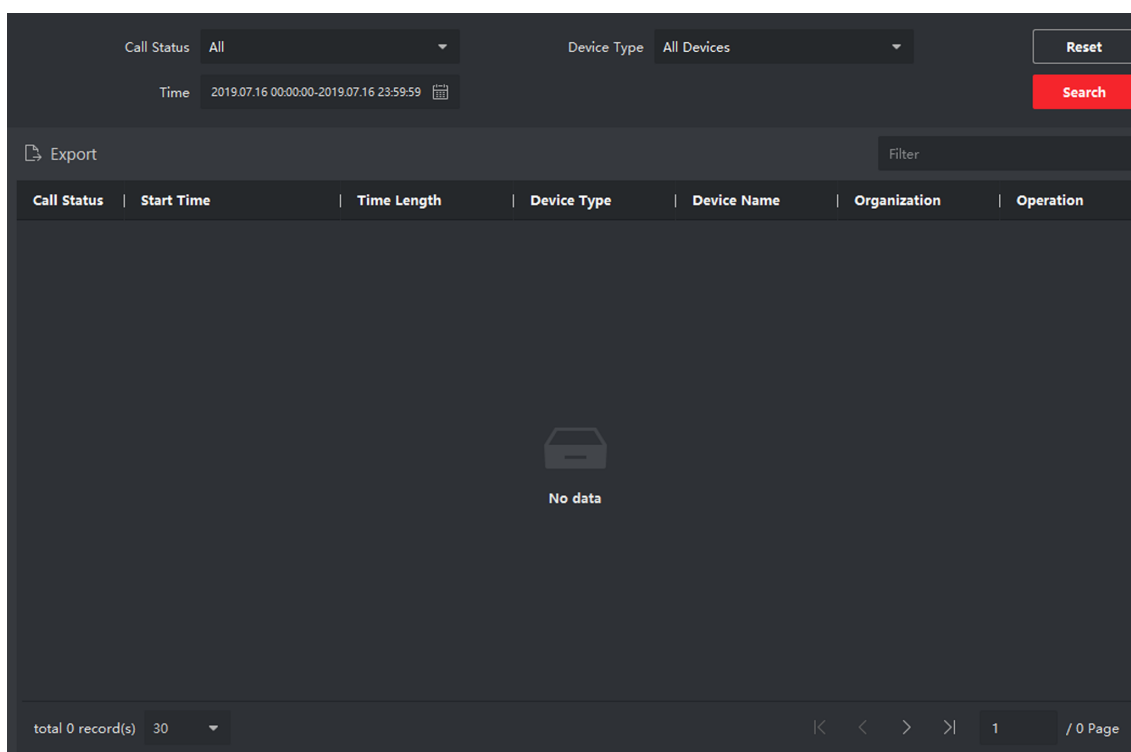 Call Status All Device Type All Devices Reset
Time 2019.07.16 00:00:00-2019.07.16 23:59:59 Search
Export Filter
Call Status | Start Time | Time Length | Device Type | Device Name | Organization | Operation
No data
total 0 record(s) 30 1 / 0 Page